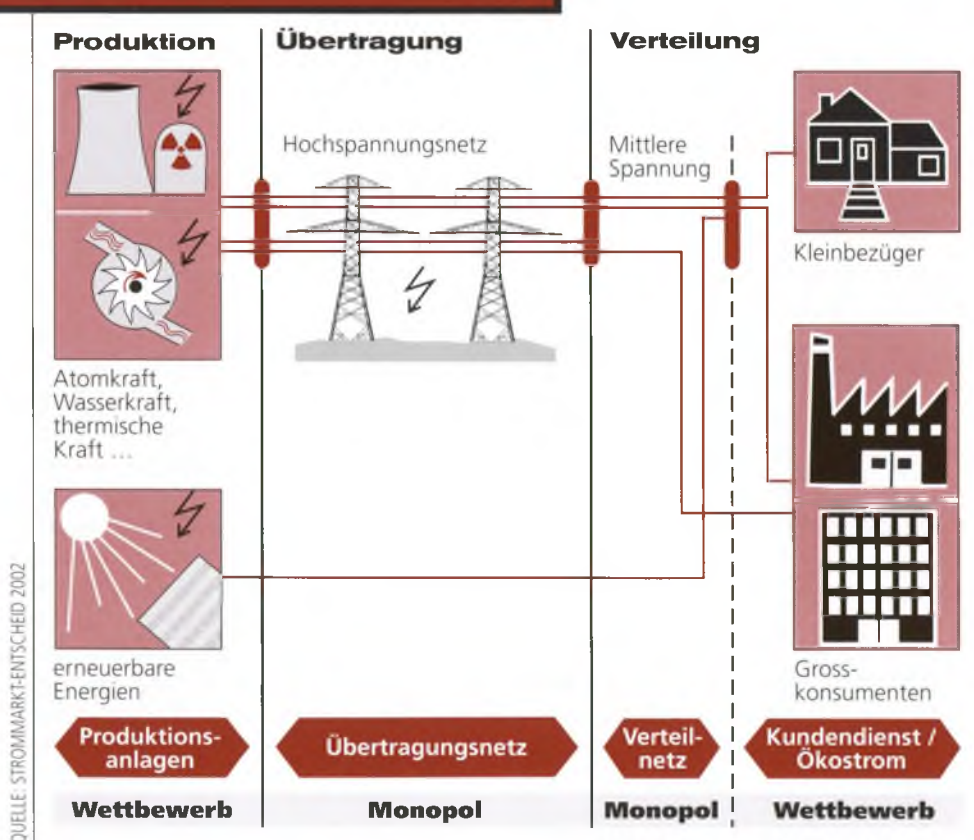 Produktion
Übertragung
Verteilung
Hochspannungsnetz
Mittlere
Spannung
Kleinbezüger
Atomkraft,
Wasserkraft,
thermische
Kraft ...
erneuerbare
Energien
Gross-
konsumenten
Produktions-
anlagen
Übertragungsnetz
Verteil-
netz
Kundendienst /
Ökostrom
Wettbewerb
Monopol
Monopol
Wettbewerb
QUELLE: STROMMARKT-ENTSCHEID 2002